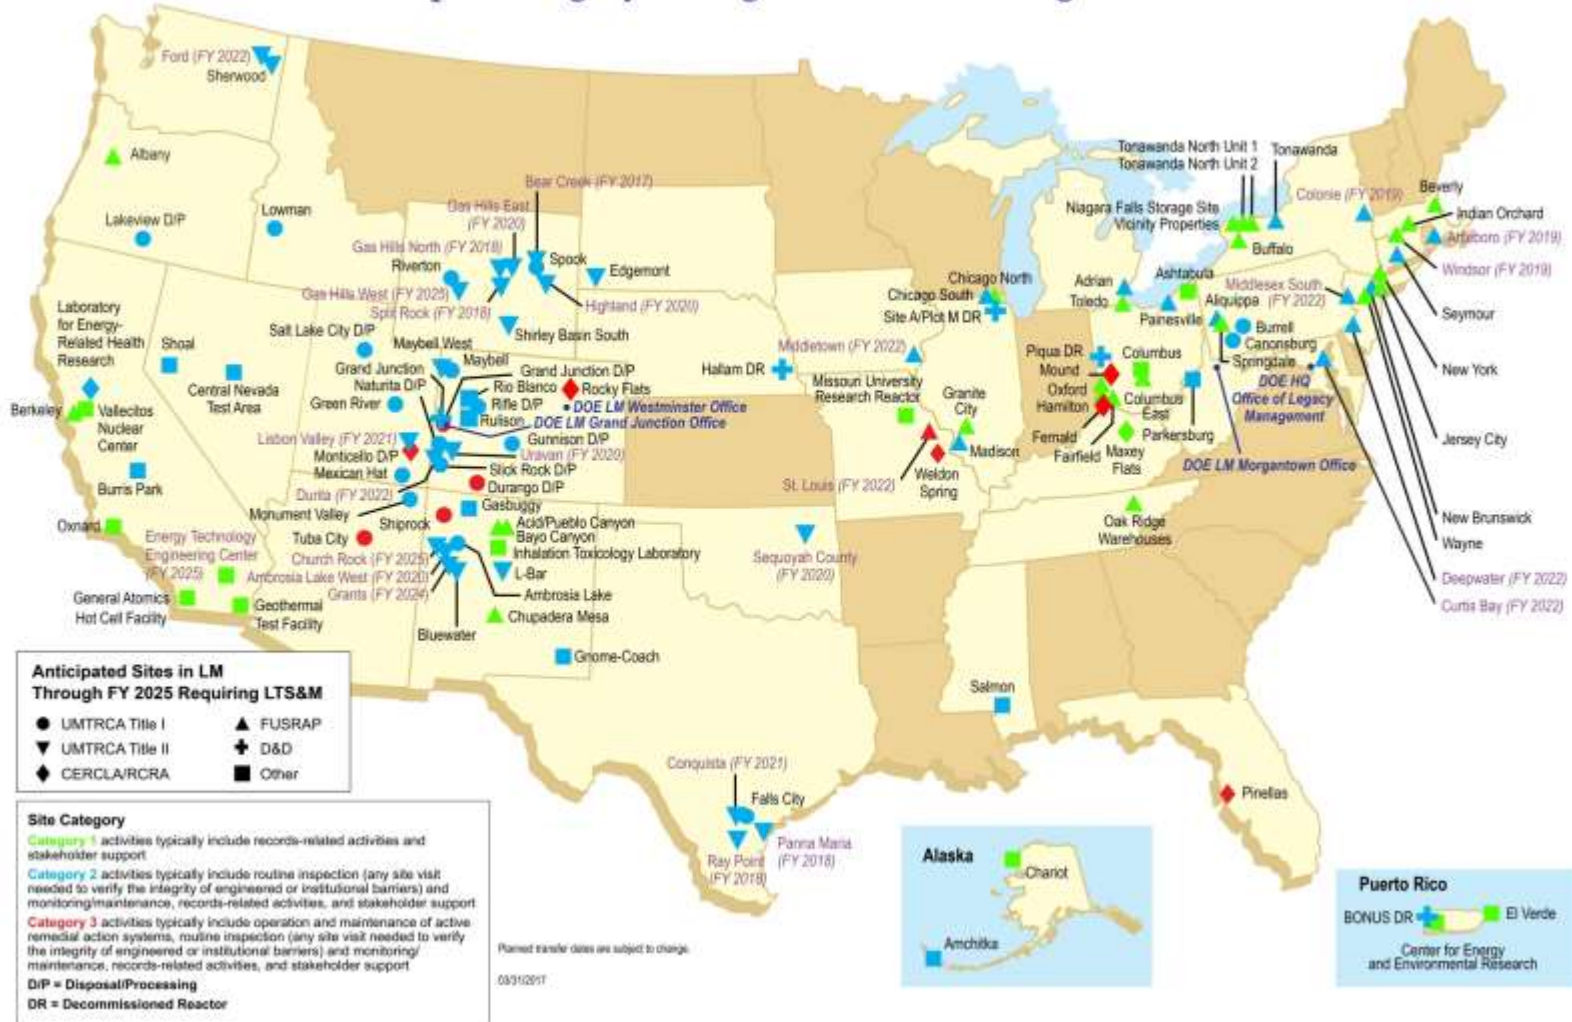 Ford (FY 2022)
Sherwood
Albany
Lakeview D/P
Lowman
Bear Creek (FY 2017)
Gas Hills East
(FY 2020)
Gas Hills North (FY 2018)
Riverton
Gas Hills West (FY 2025)
Split Rock (FY 2018)
Spook
Edgemont
Highland (FY 2020)
Shirley Basin South
Salt Lake City D/P
Maybell West
Maybell
Grand Junction
Grand Junction D/P
Naturita D/P
Rio Blanco
Rocky Flats
Green River
Rifle D/P
DOE LM Westminster Office
Rulison
DOE LM Grand Junction Office
Lisbon Valley (FY 2021)
Gunnison D/P
Monticello D/P
Uravan (FY 2020)
Mexican Hat
Slick Rock D/P
Durita (FY 2022)
Durango D/P
Monument Valley
Gasbuggy
Shiprock
Acid/Pueblo Canyon
Tuba City
Bayo Canyon
Church Rock (FY 2025)
Inhalation Toxicology Laboratory
Ambrosia Lake West (FY 2020)
L-Bar
Grants (FY 2024)
Ambrosia Lake
Bluewater
Chupadera Mesa
Gnome-Coach
Laboratory
for Energy-
Related Health
Research
Shoal
Central Nevada
Test Area
Berkeley
Vallecitos
Nuclear
Center
Burris Park
Oxnard
Energy Technology
Engineering Center
(FY 2025)
General Atomics
Hot Cell Facility
Geothermal
Test Facility
Hallam DR
Sequoyah County
(FY 2020)
Conquista (FY 2021)
Falls City
Panna Maria
(FY 2018)
Ray Point
(FY 2018)
Chicago North
Chicago South
Site A/Plot M DR
Middletown (FY 2022)
Missouri University
Research Reactor
Granite
City
Madison
Weldon
Spring
St. Louis (FY 2022)
Salmon
Adrian
Toledo
Ashtabula
Painesville
Aliquippa
Burrell
Canonsburg
Springdale
Piqua DR
Mound
Columbus
Oxford
Hamilton
Columbus
East
Fernald
Fairfield
Maxey
Flats
Parkersburg
DOE LM Morgantown Office
DOE HQ
Office of Legacy
Management
Oak Ridge
Warehouses
Pinellas
Tonawanda North Unit 1
Tonawanda North Unit 2
Tonawanda
Niagara Falls Storage Site
Vicinity Properties
Buffalo
Colonie (FY 2019)
Beverly
Indian Orchard
Attleboro (FY 2019)
Windsor (FY 2019)
Middlesex South
(FY 2022)
Seymour
New York
Jersey City
New Brunswick
Wayne
Deepwater (FY 2022)
Curtis Bay (FY 2022)
Anticipated Sites in LM
Through FY 2025 Requiring LTS&M
UMTRCA Title I
FUSRAP
UMTRCA Title II
D&D
CERCLA/RCRA
Other
Site Category
Category 1 activities typically include records-related activities and
stakeholder support
Category 2 activities typically include routine inspection (any site visit
needed to verify the integrity of engineered or institutional barriers) and
monitoring/maintenance, records-related activities, and stakeholder support
Category 3 activities typically include operation and maintenance of active
remedial action systems, routine inspection (any site visit needed to verify
the integrity of engineered or institutional barriers) and monitoring/
maintenance, records-related activities, and stakeholder support
D/P = Disposal/Processing
DR = Decommissioned Reactor
Planned transfer dates are subject to change.
03/31/2017
Alaska
Chariot
Amchitka
Puerto Rico
BONUS DR
El Verde
Center for Energy
and Environmental Research